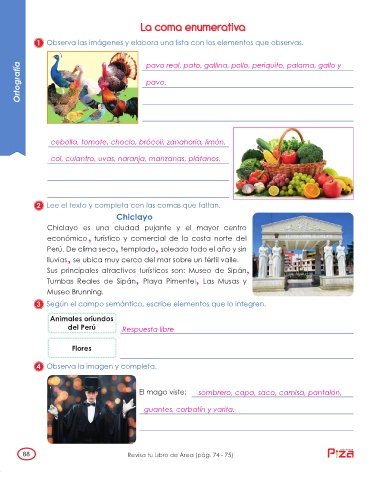 La coma enumerativa
Ortografía
1 Observa las imágenes y elabora una lista con los elementos que observas.
pavo real, pato, gallina, pollo, periquito, paloma, gallo y
pavo.
cebolla, tomate, choclo, brócoli, zanahoria, limón,
col, culantro, uvas, naranja, manzanas, plátanos.
2 Lee el texto y completa con las comas que faltan.
Chiclayo
Chiclayo es una ciudad pujante y el mayor centro
económico, turístico y comercial de la costa norte del
Perú. De clima seco, templado, soleado todo el año y sin
lluvias, se ubica muy cerca del mar sobre un fértil valle.
Sus principales atractivos turísticos son: Museo de Sipán,
Tumbas Reales de Sipán, Playa Pimentel, Las Musas y
Museo Brunning.
3 Según el campo semántico, escribe elementos que lo integren.
Animales oriundos
del Perú
Respuesta libre
Flores
4 Observa la imagen y completa.
El mago viste: sombrero, capa, saco, camisa, pantalón,
guantes, corbatín y varita.
88
Revisa tu Libro de Área (pág. 74 - 75)